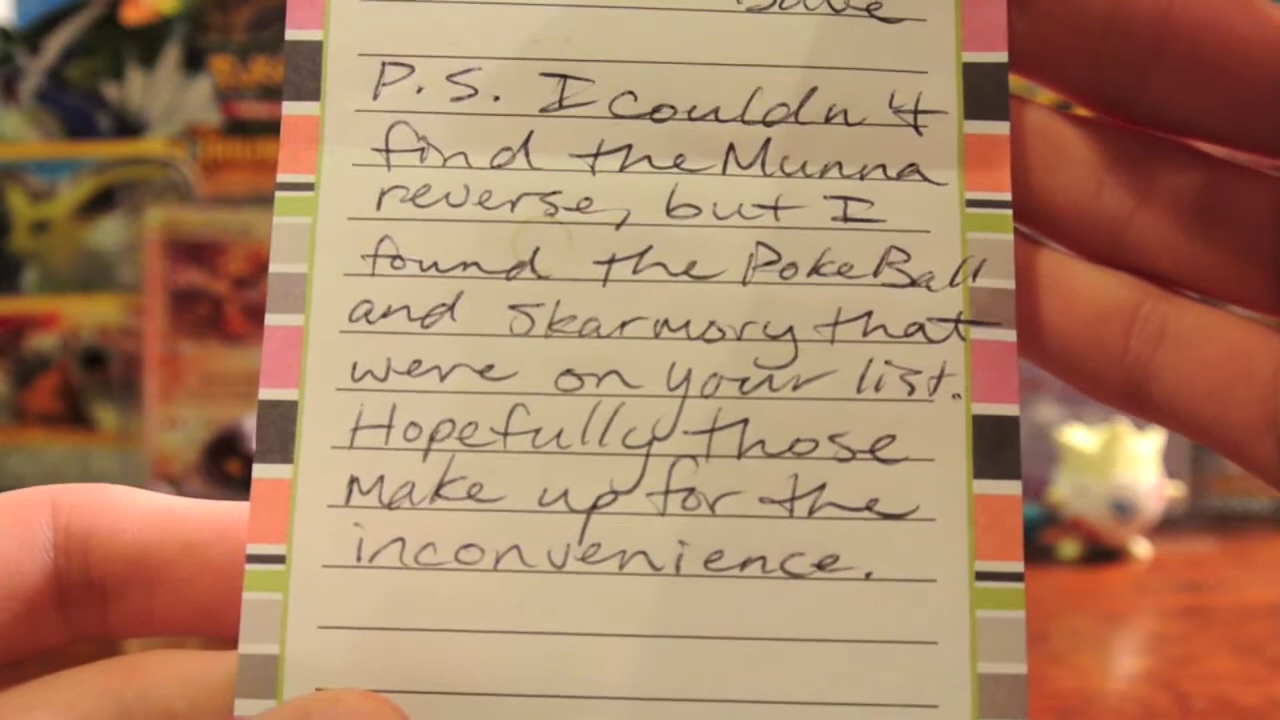 P.S. I couldn't
find the Munna
reverse, but I
found the PokeBall
and Skarmory that
were on your list.
Hopefully those
make up for the
inconvenience.